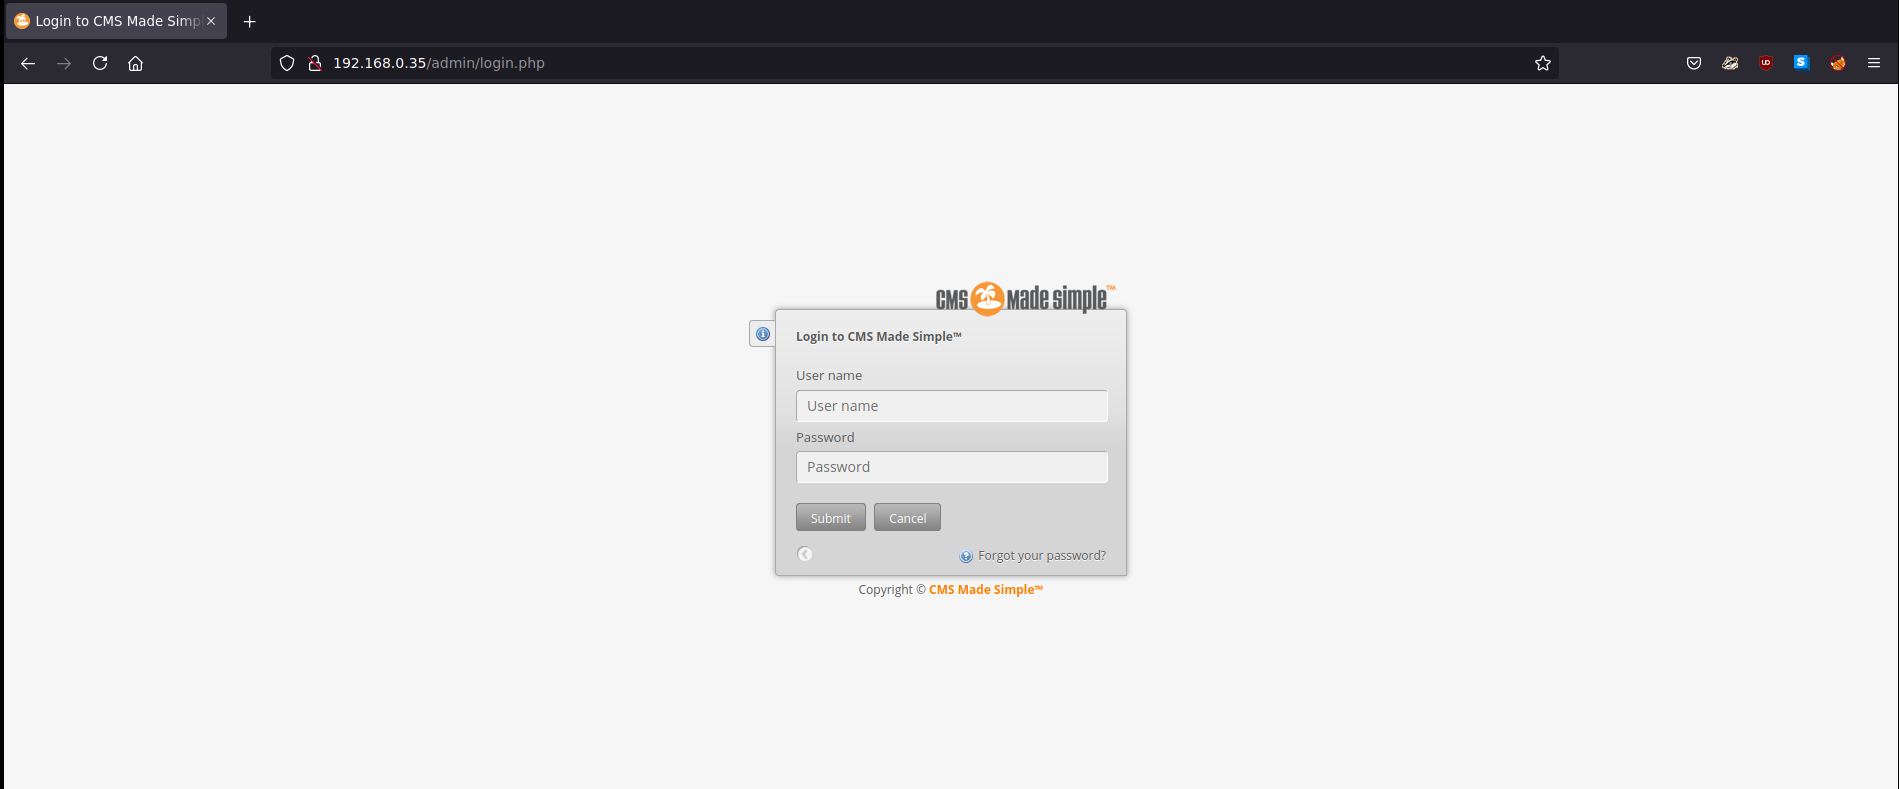 Login to CMS Made Simp
192.168.0.35/admin/login.php
CMS Made Simple™
Login to CMS Made Simple™
User name
User name
Password
Password
Submit Cancel
Forgot your password?
Copyright © CMS Made Simple™